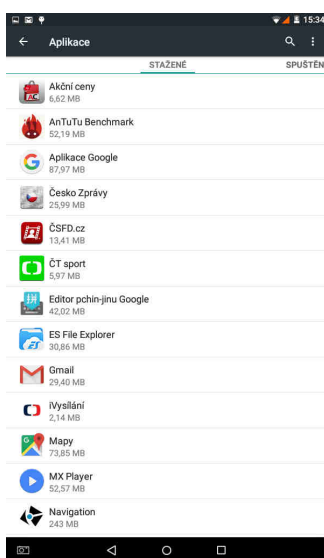 15:34
Aplikace
STAŽENÉ
SPUŠTĚN
Akční ceny
6,62 MB
AnTuTu Benchmark
52,19 MB
Aplikace Google
87,97 MB
Česko Zprávy
25,99 MB
ČSFD.cz
13,41 MB
ČT sport
5,97 MB
Editor pchin-jinu Google
42,02 MB
ES File Explorer
30,86 MB
Gmail
29,40 MB
iVysílání
2,14 MB
Mapy
73,85 MB
MX Player
52,57 MB
Navigation
243 MB